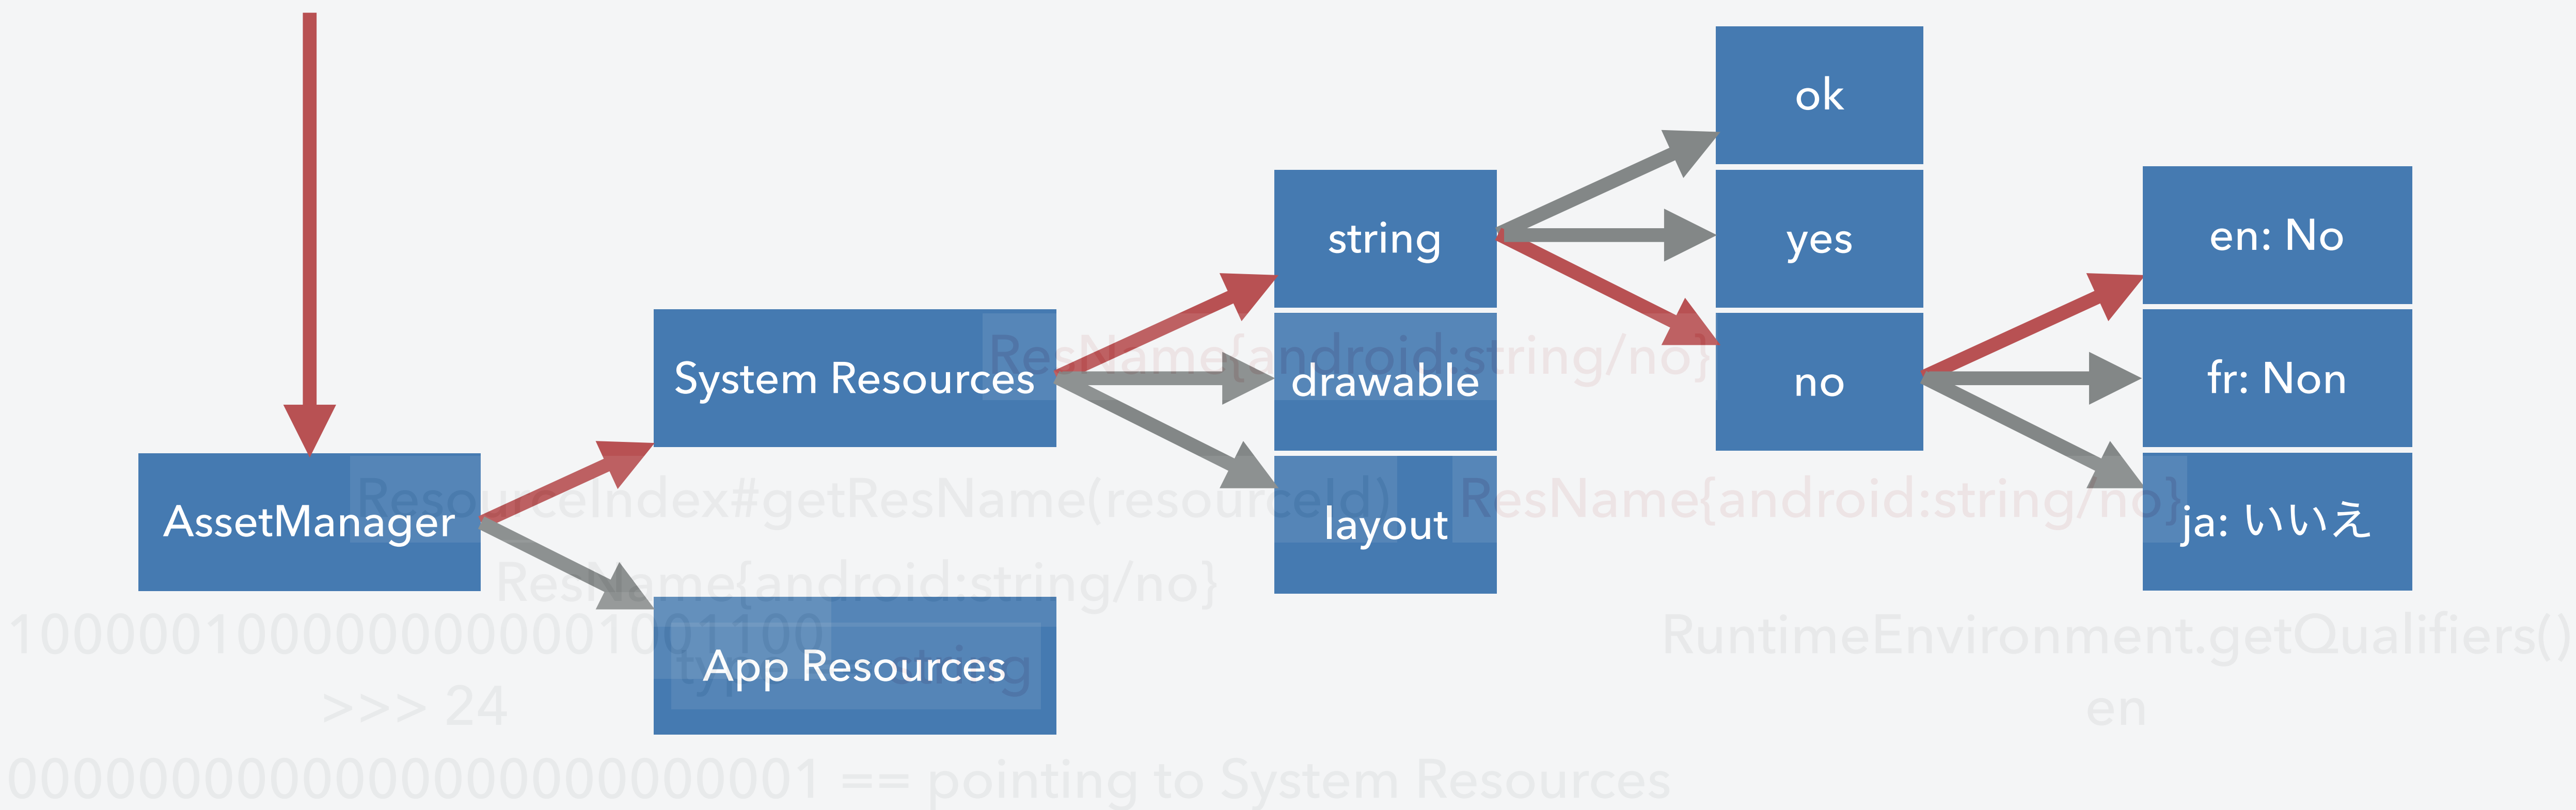 AssetManager
System Resources
App Resources
string
drawable
layout
ok
yes
no
en: No
fr: Non
ja: いいえ
ResName{android:string/no}
ResourceIndex#getResName(resourceId)
ResName{android:string/no}
ResName{android:string/no}
string
>>> 24
== pointing to System Resources
RuntimeEnvironment.getQualifiers()
en